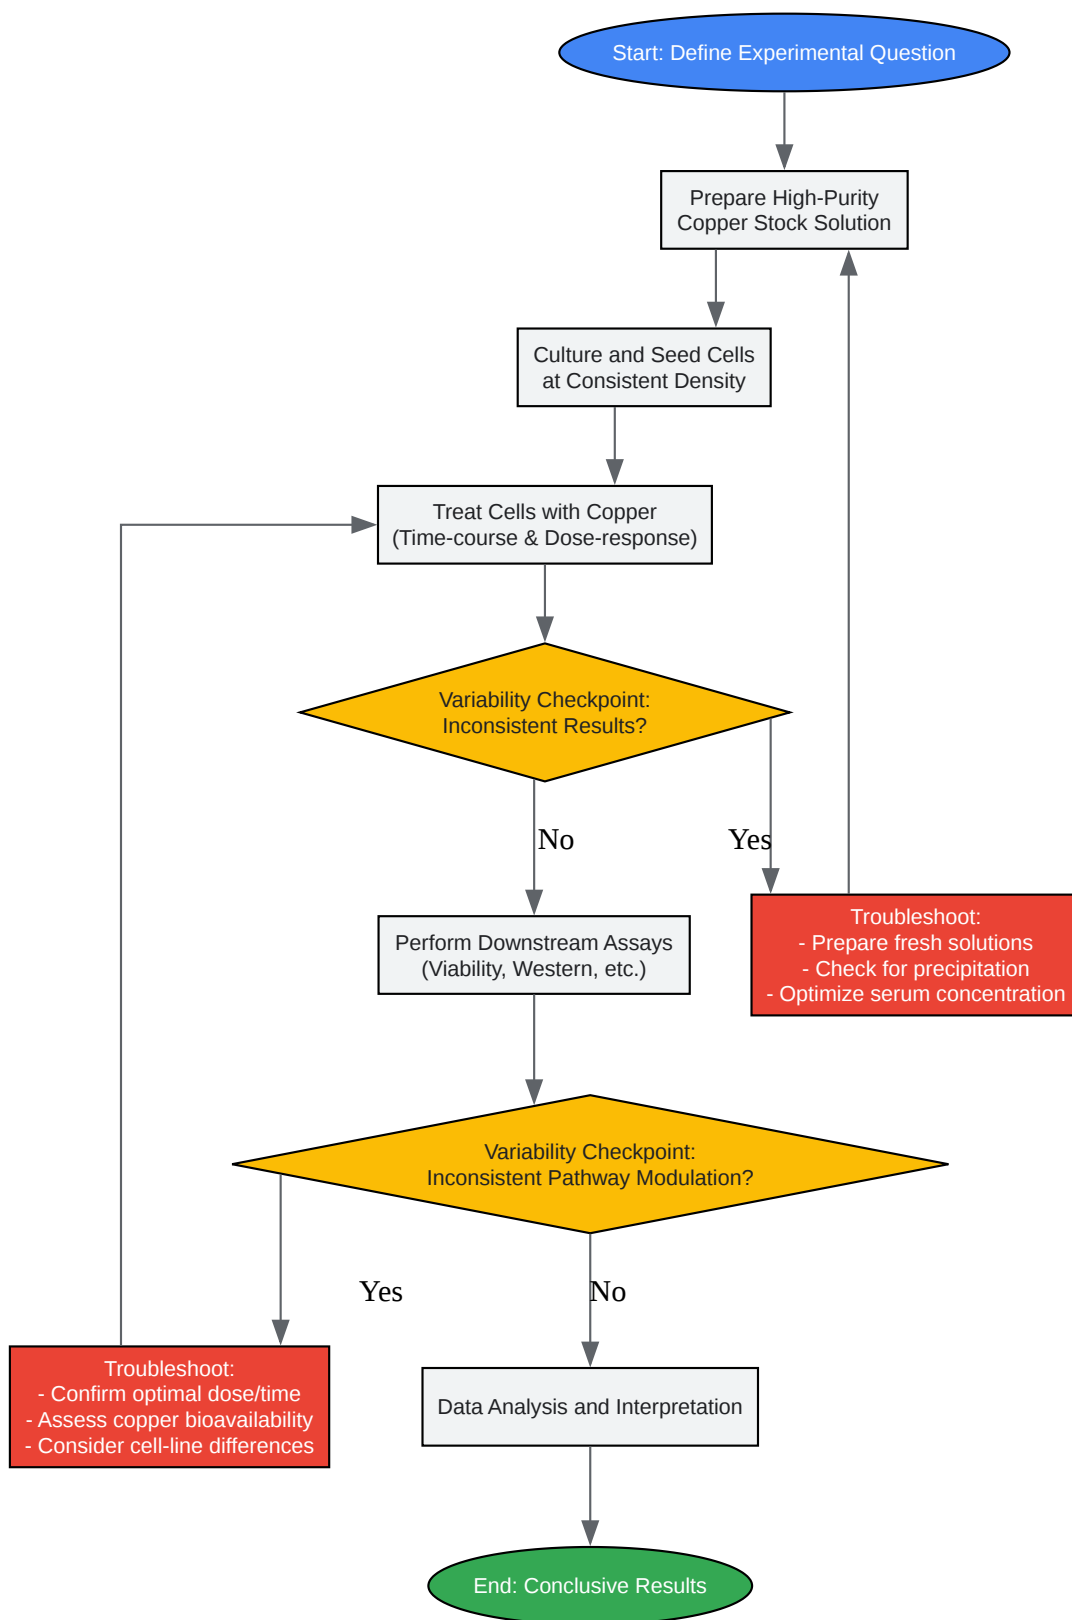 Start: Define Experimental Question
Prepare High-Purity
Copper Stock Solution
Culture and Seed Cells
at Consistent Density
Treat Cells with Copper
(Time-course & Dose-response)
Variability Checkpoint:
Inconsistent Results?
No
Yes
Troubleshoot:
- Prepare fresh solutions
- Check for precipitation
- Optimize serum concentration
Perform Downstream Assays
(Viability, Western, etc.)
Variability Checkpoint:
Inconsistent Pathway Modulation?
Yes
No
Troubleshoot:
- Confirm optimal dose/time
- Assess copper bioavailability
- Consider cell-line differences
Data Analysis and Interpretation
End: Conclusive Results